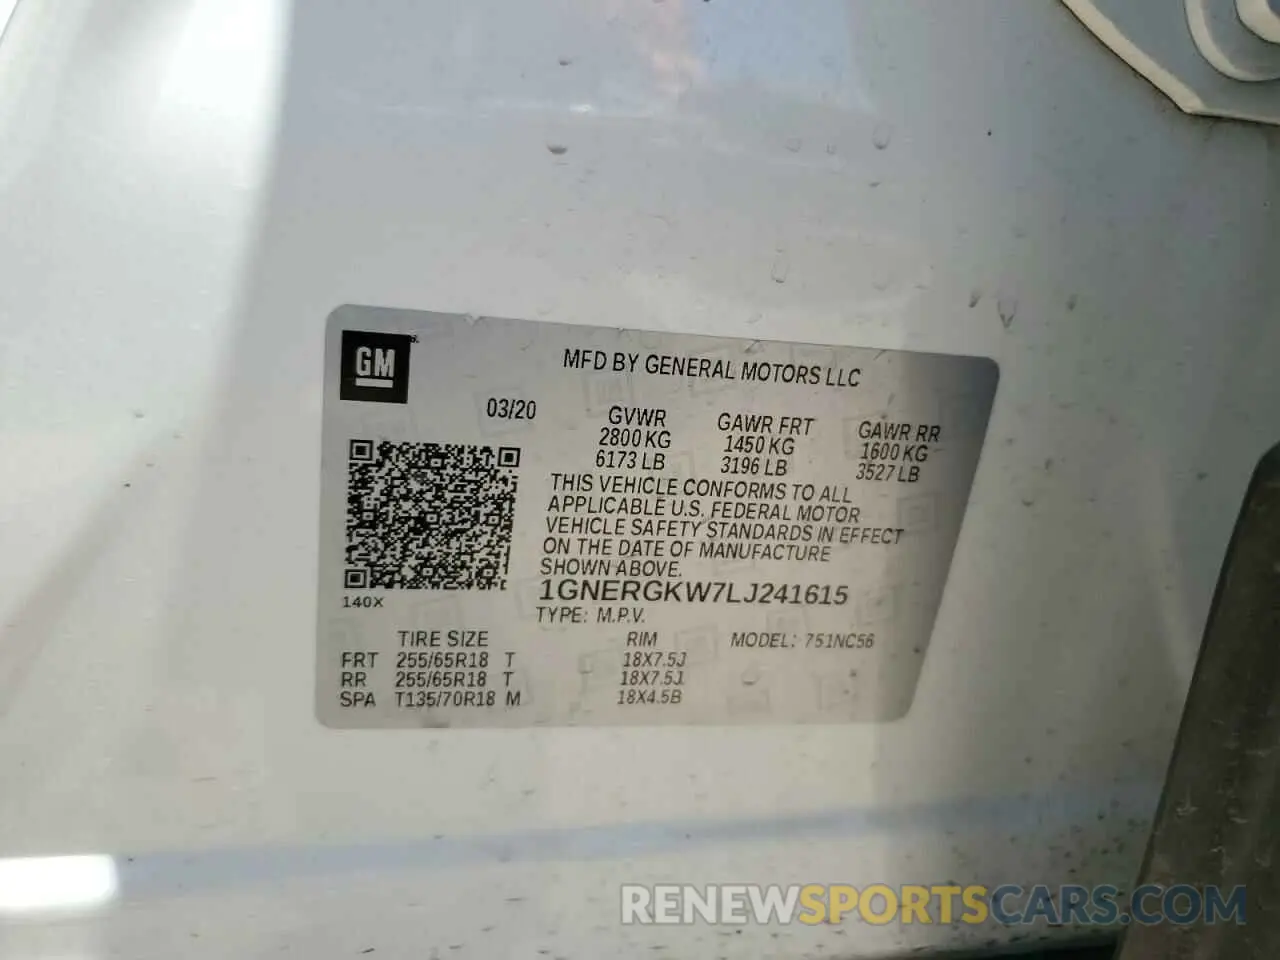 GM
MFD BY GENERAL MOTORS LLC
03/20
GVWR GAWR FRT GAWR RR
2800 KG 1450 KG 1600 KG
6173 LB 3196 LB 3527 LB
THIS VEHICLE CONFORMS TO ALL
APPLICABLE U.S. FEDERAL MOTOR
VEHICLE SAFETY STANDARDS IN EFFECT
ON THE DATE OF MANUFACTURE
SHOWN ABOVE.
1GNERGKW7LJ241615
140X
TYPE: M.P.V.
TIRE SIZE RIM MODEL: 751NC56
FRT 255/65R18 T 18X7.5J
RR 255/65R18 T 18X7.5J
SPA T135/70R18 M 18X4.5B
RENEWSPORTSCARS.COM